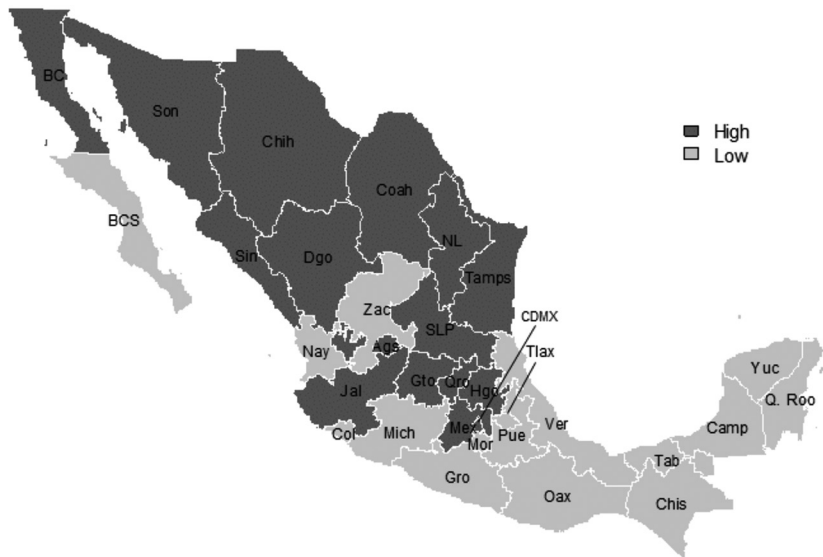 BC
Son
Chih
High
Low
Coah
BCS
NL
Sin
Dgo
Tamps
Zac
CDMX
SLP
Tlax
Nay
Ags
Yuc
Gto
Qro
Hgo
Jal
Q. Roo
Ver
Camp
Col
Mich
Mex
Mor
Pue
Tab
Gro
Oax
Chis